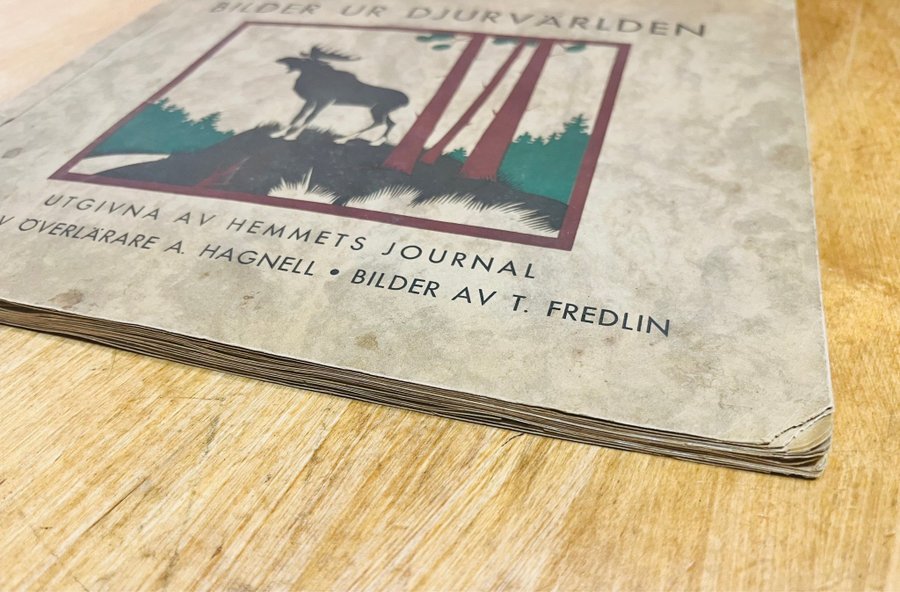 BILDER UR DJURVÄRLDEN
UTGIVNA AV HEMMETS JOURNAL
ÖVERLÄRARE A. HAGNELL • BILDER AV T. FREDLIN